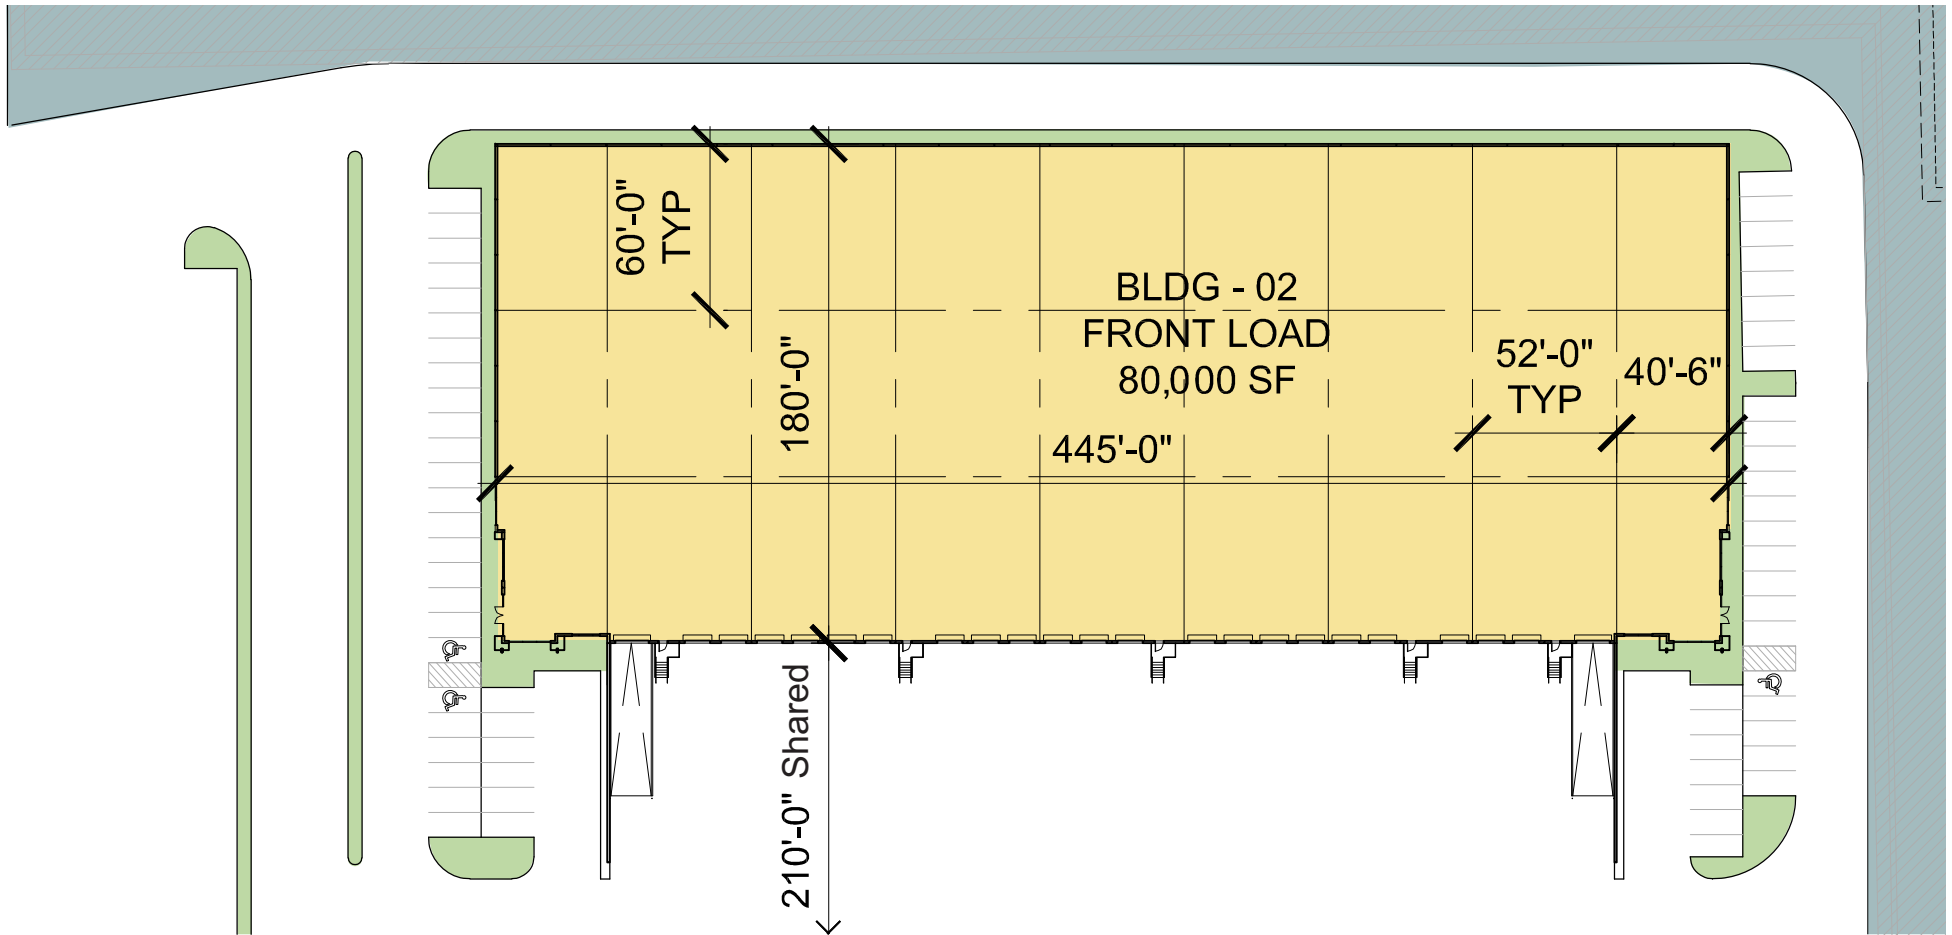 60'-0"
TYP
BLDG - 02
FRONT LOAD
80,000 SF
180'-0"
52'-0"
TYP
40'-6"
445'-0"
210'-0" Shared